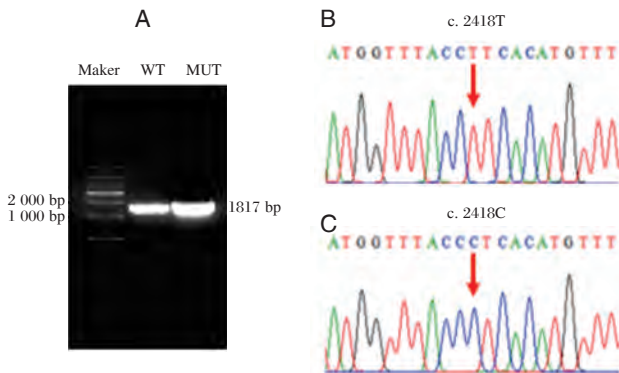 A
Maker WT MUT
2 000 bp
1 000 bp
1817 bp
B
c. 2418T
ATGGTTTACCTTCACATGTTT
C
c. 2418C
ATGGTTTACCCTCACATGTTT